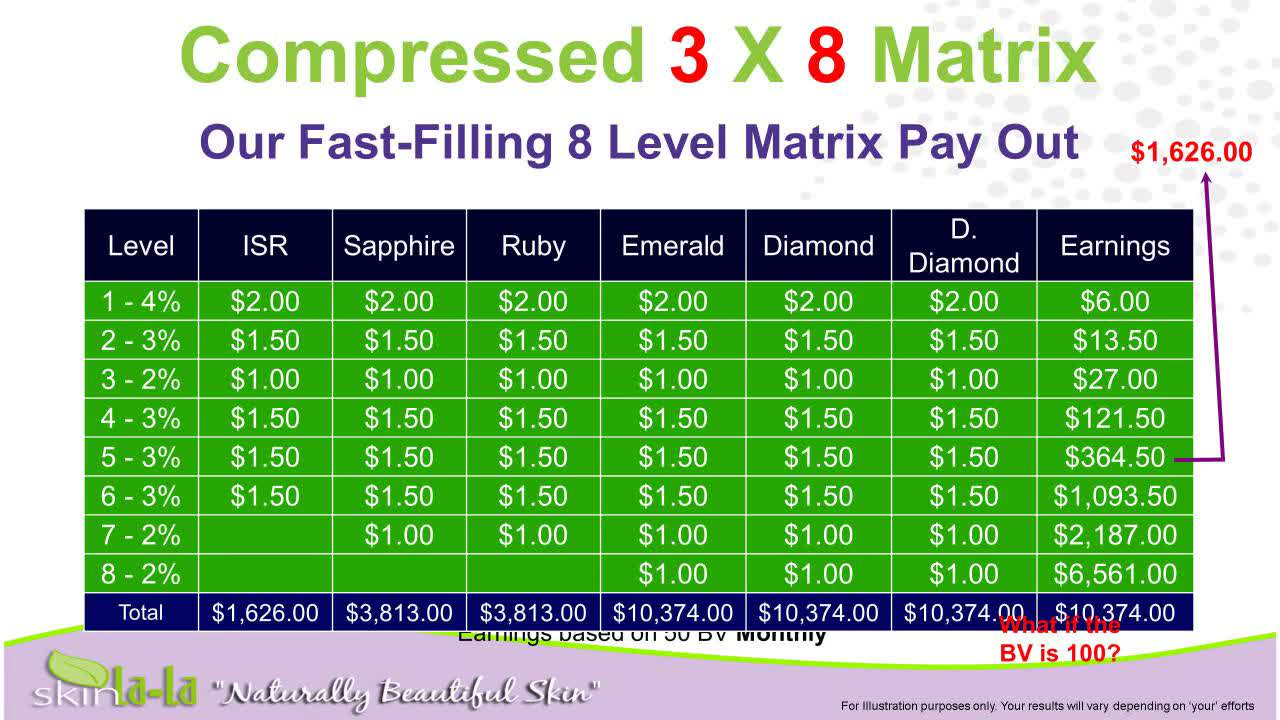 Compressed 3 X 8 Matrix
Our Fast-Filling 8 Level Matrix Pay Out
$1,626.00
Level ISR Sapphire Ruby Emerald Diamond D. Diamond Earnings
1 - 4% $2.00 $2.00 $2.00 $2.00 $2.00 $2.00 $6.00
2 - 3% $1.50 $1.50 $1.50 $1.50 $1.50 $1.50 $13.50
3 - 2% $1.00 $1.00 $1.00 $1.00 $1.00 $1.00 $27.00
4 - 3% $1.50 $1.50 $1.50 $1.50 $1.50 $1.50 $121.50
5 - 3% $1.50 $1.50 $1.50 $1.50 $1.50 $1.50 $364.50
6 - 3% $1.50 $1.50 $1.50 $1.50 $1.50 $1.50 $1,093.50
7 - 2% $1.00 $1.00 $1.00 $1.00 $1.00 $2,187.00
8 - 2% $1.00 $1.00 $1.00 $6,561.00
Total $1,626.00 $3,813.00 $3,813.00 $10,374.00 $10,374.00 $10,374.00 $10,374.00
Earnings based on 50 BV Monthly
What if the
BV is 100?
skin la-la "Naturally Beautiful Skin"
For Illustration purposes only. Your results will vary depending on 'your' efforts